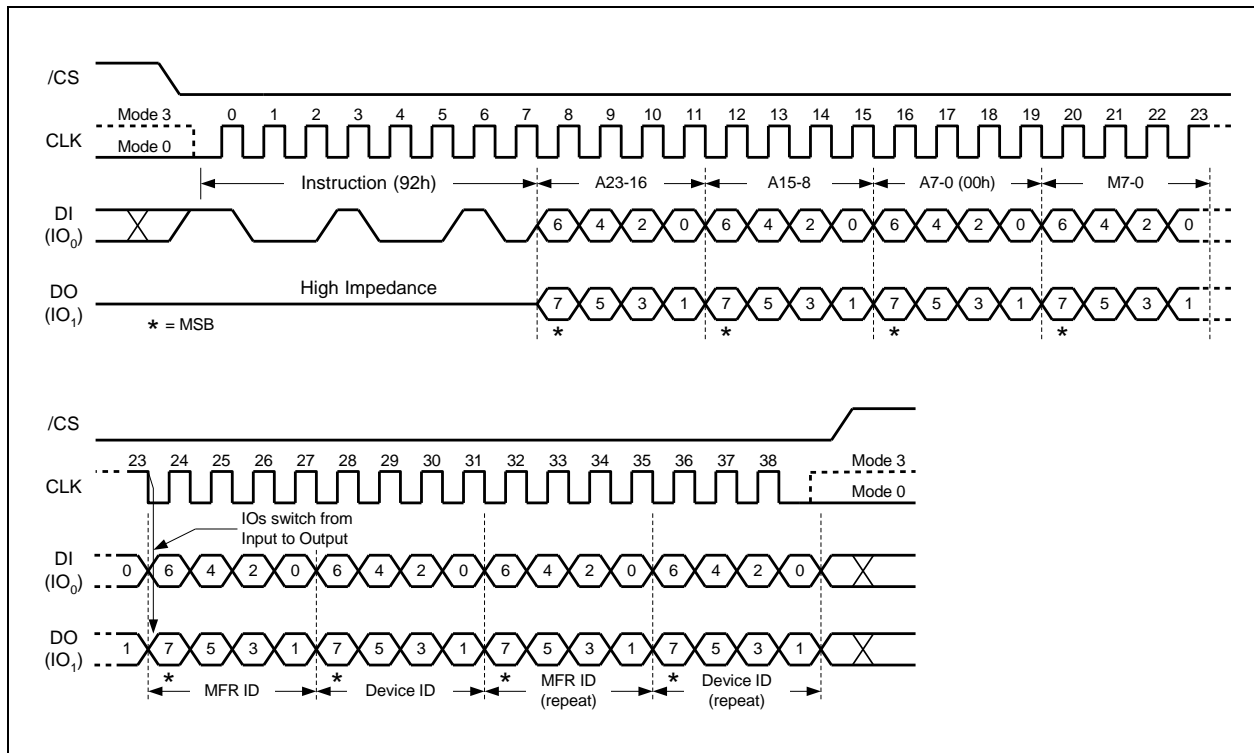 /CS
Mode 3 0 1 2 3 4 5 6 7 8 9 10 11 12 13 14 15 16 17 18 19 20 21 22 23
CLK
Mode 0
Instruction (92h) A23-16 A15-8 A7-0 (00h) M7-0
DI
(IO0) 6 4 2 0 6 4 2 0 6 4 2 0 6 4 2 0
High Impedance
DO
(IO1) 7 5 3 1 7 5 3 1 7 5 3 1 7 5 3 1
* = MSB * * * *
/CS
23 24 25 26 27 28 29 30 31 32 33 34 35 36 37 38 Mode 3
CLK
Mode 0
IOs switch from
Input to Output
DI
(IO0) 0 6 4 2 0 6 4 2 0 6 4 2 0 6 4 2 0
DO
(IO1) 1 7 5 3 1 7 5 3 1 7 5 3 1 7 5 3 1
* * * *
MFR ID Device ID MFR ID
(repeat) Device ID
(repeat)